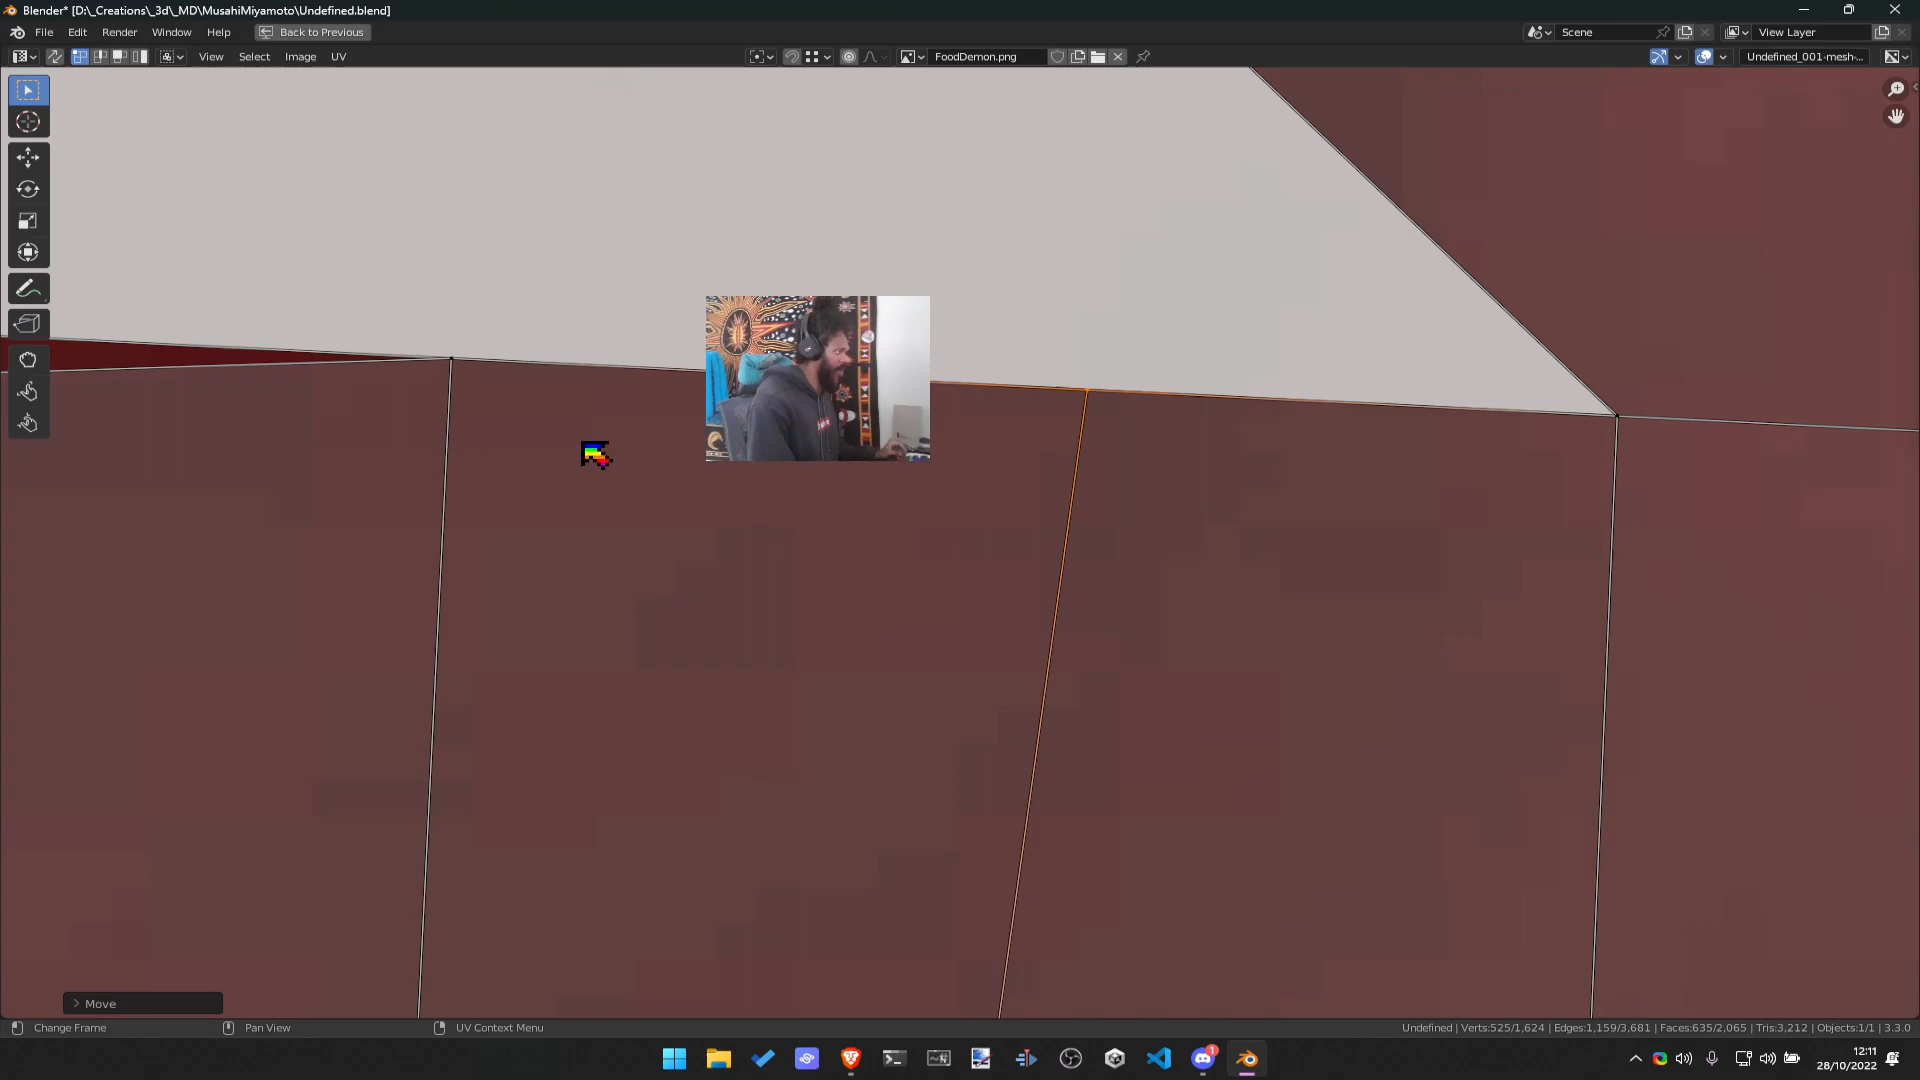 Blender* [D:\_Creations\_3d\_MD\MusahiMiyamoto\Undefined.blend]
File Edit Render Window Help Back to Previous Scene View Layer
View Select Image UV FoodDemon.png Undefined_001-mesh-...
Move
Change Frame Pan View UV Context Menu Undefined | Verts:525/1,624 | Edges:1,159/3,681 | Faces:635/2,065 | Tris:3,212 | Objects:1/1 | 3.3.0
1
12:11
28/10/2022